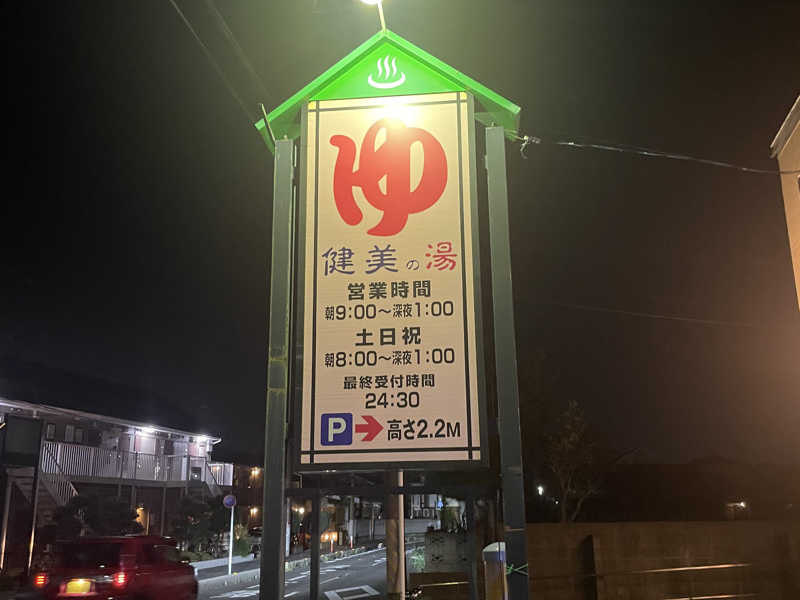 ゆ
健美の湯
営業時間
朝9:00～深夜1:00
土日祝
朝8:00～深夜1:00
最終受付時間
24:30
P→高さ2.2M